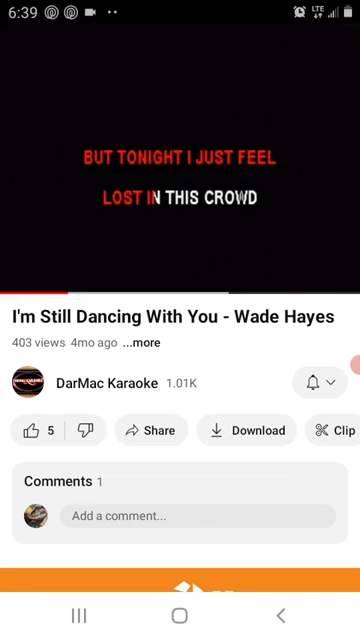 6:39
LTE
BUT TONIGHT I JUST FEEL
LOST IN THIS CROWD
I'm Still Dancing With You - Wade Hayes
403 views 4mo ago ...more
DarMac Karaoke 1.01K
5 Share Download Clip
Comments 1
Add a comment...